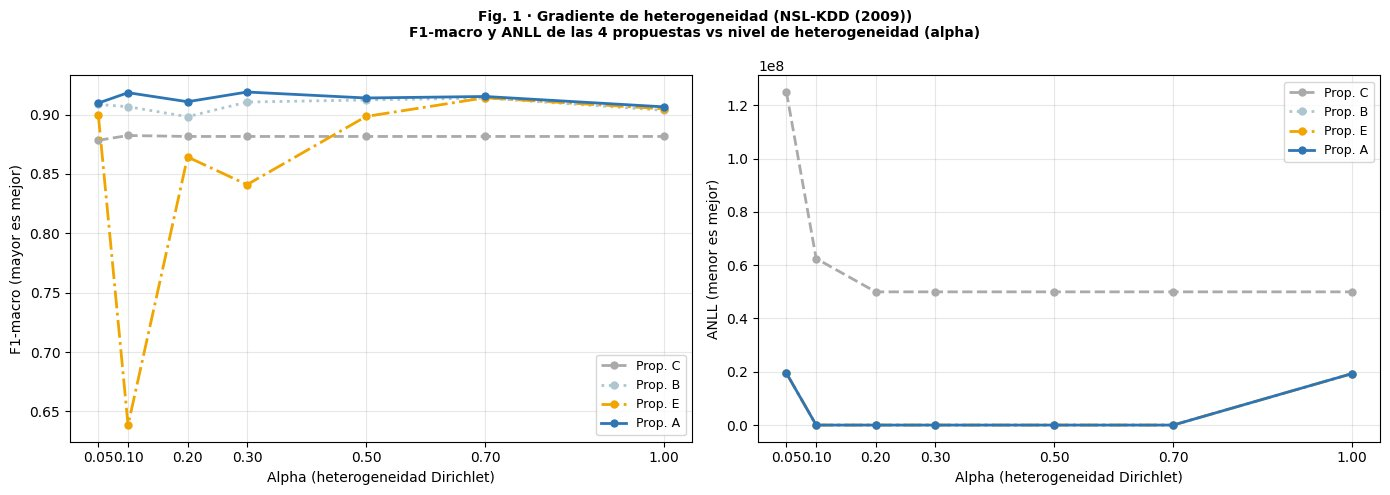 Fig. 1 · Gradiente de heterogeneidad (NSL-KDD (2009))
F1-macro y ANLL de las 4 propuestas vs nivel de heterogeneidad (alpha)
F1-macro (mayor es mejor)
0.90
0.85
0.80
0.75
0.70
0.65
Prop. C
Prop. B
Prop. E
Prop. A
0.05 0.10 0.20 0.30 0.50 0.70 1.00
Alpha (heterogeneidad Dirichlet)
1e8
ANLL (menor es mejor)
1.2
1.0
0.8
0.6
0.4
0.2
0.0
Prop. C
Prop. B
Prop. E
Prop. A
0.05 0.10 0.20 0.30 0.50 0.70 1.00
Alpha (heterogeneidad Dirichlet)